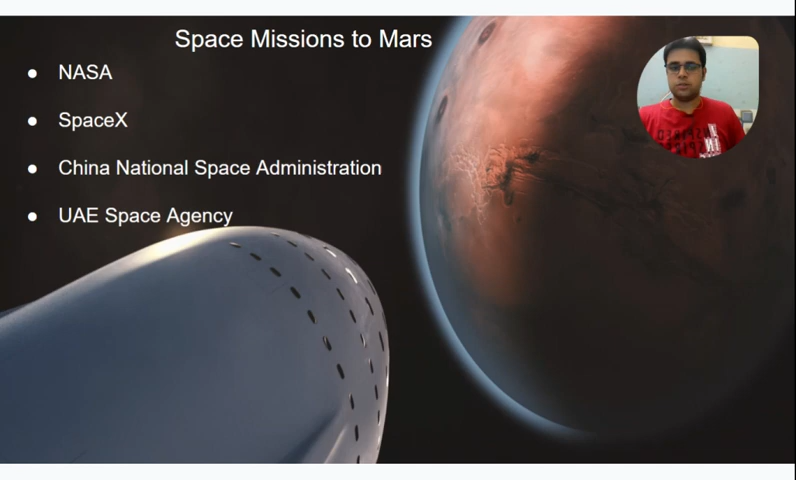 Space Missions to Mars
● NASA
● SpaceX
● China National Space Administration
● UAE Space Agency